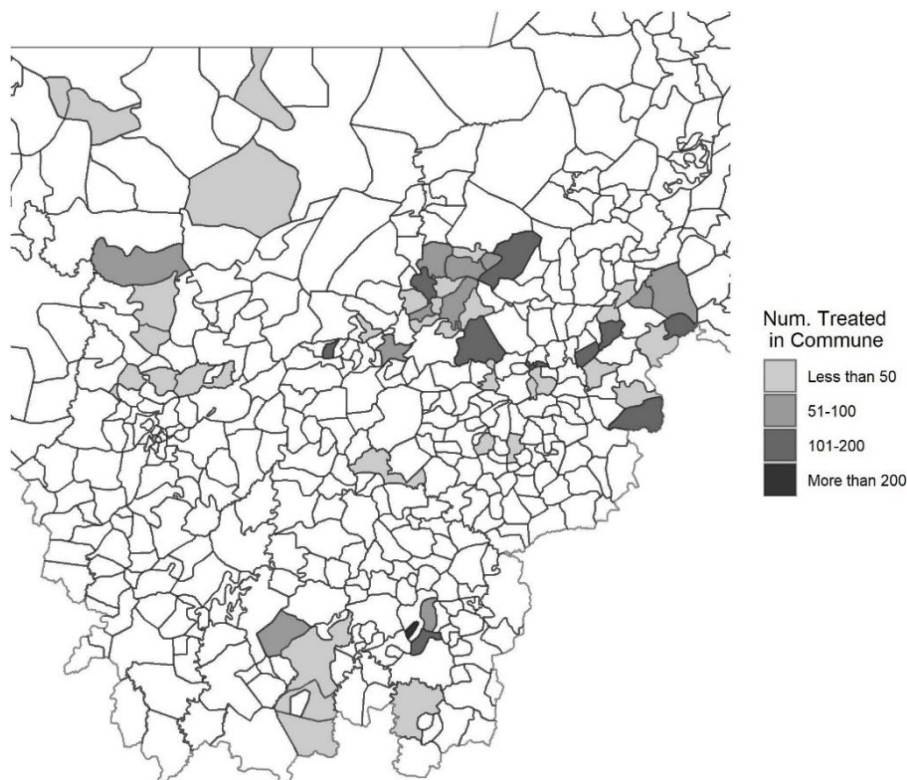 Num. Treated
in Commune
Less than 50
51-100
101-200
More than 200